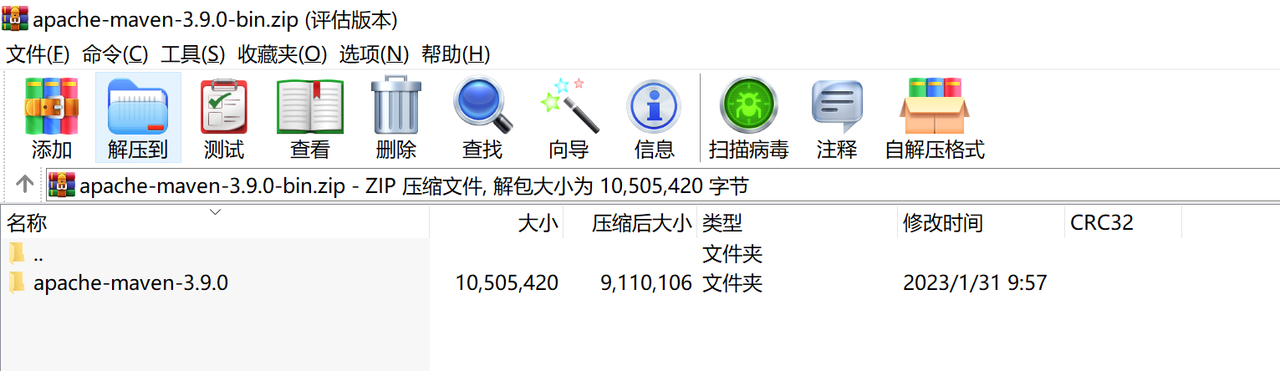 apache-maven-3.9.0-bin.zip (评估版本)
文件(F) 命令(C) 工具(S) 收藏夹(O) 选项(N) 帮助(H)
添加 解压到 测试 查看 删除 查找 向导 信息 扫描病毒 注释 自解压格式
apache-maven-3.9.0-bin.zip - ZIP 压缩文件, 解包大小为 10,505,420 字节
名称 大小 压缩后大小 类型 修改时间 CRC32
.. 文件夹
apache-maven-3.9.0 10,505,420 9,110,106 文件夹 2023/1/31 9:57